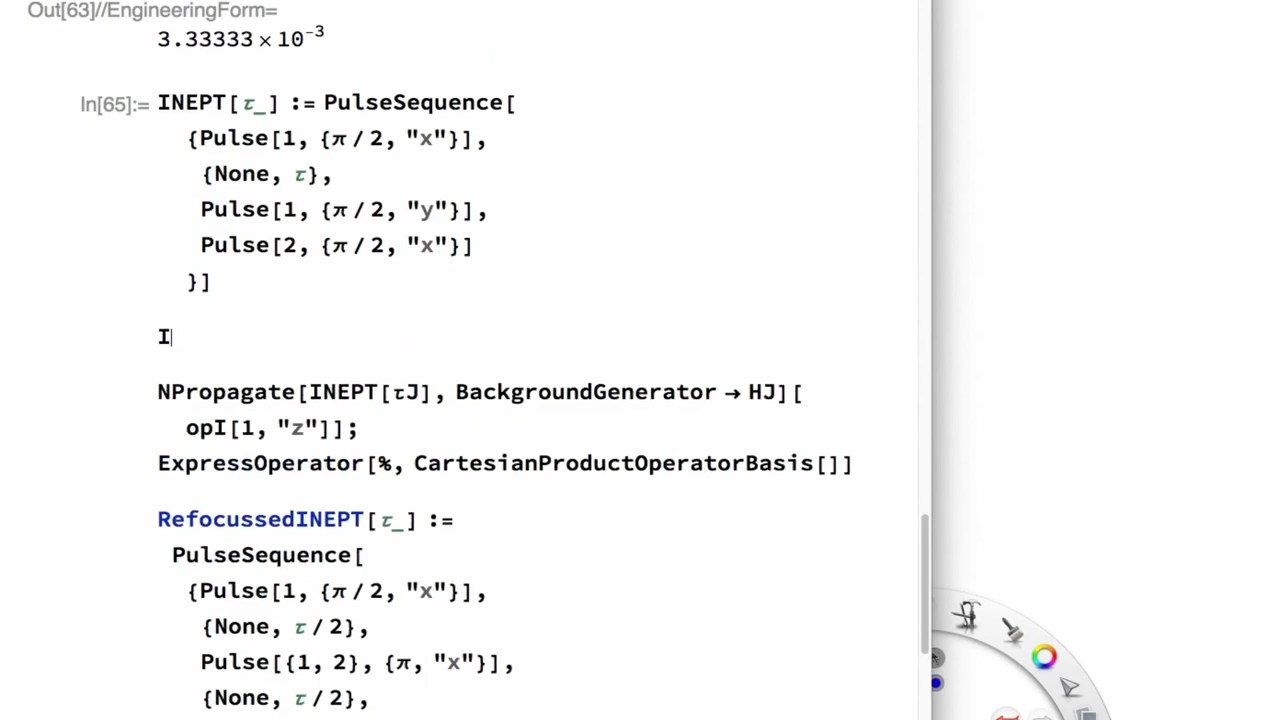 Out[63]//EngineeringForm=
3.33333 × 10⁻³
In[65]:= INEPT[τ_] := PulseSequence[
{Pulse[1, {π / 2, "x"}],
{None, τ},
Pulse[1, {π / 2, "y"}],
Pulse[2, {π / 2, "x"}]
}]
I
NPropagate[INEPT[τJ], BackgroundGenerator → HJ][
opI[1, "z"]];
ExpressOperator[%, CartesianProductOperatorBasis[]]
RefocussedINEPT[τ_] :=
PulseSequence[
{Pulse[1, {π / 2, "x"}],
{None, τ / 2},
Pulse[{1, 2}, {π, "x"}],
{None, τ / 2},